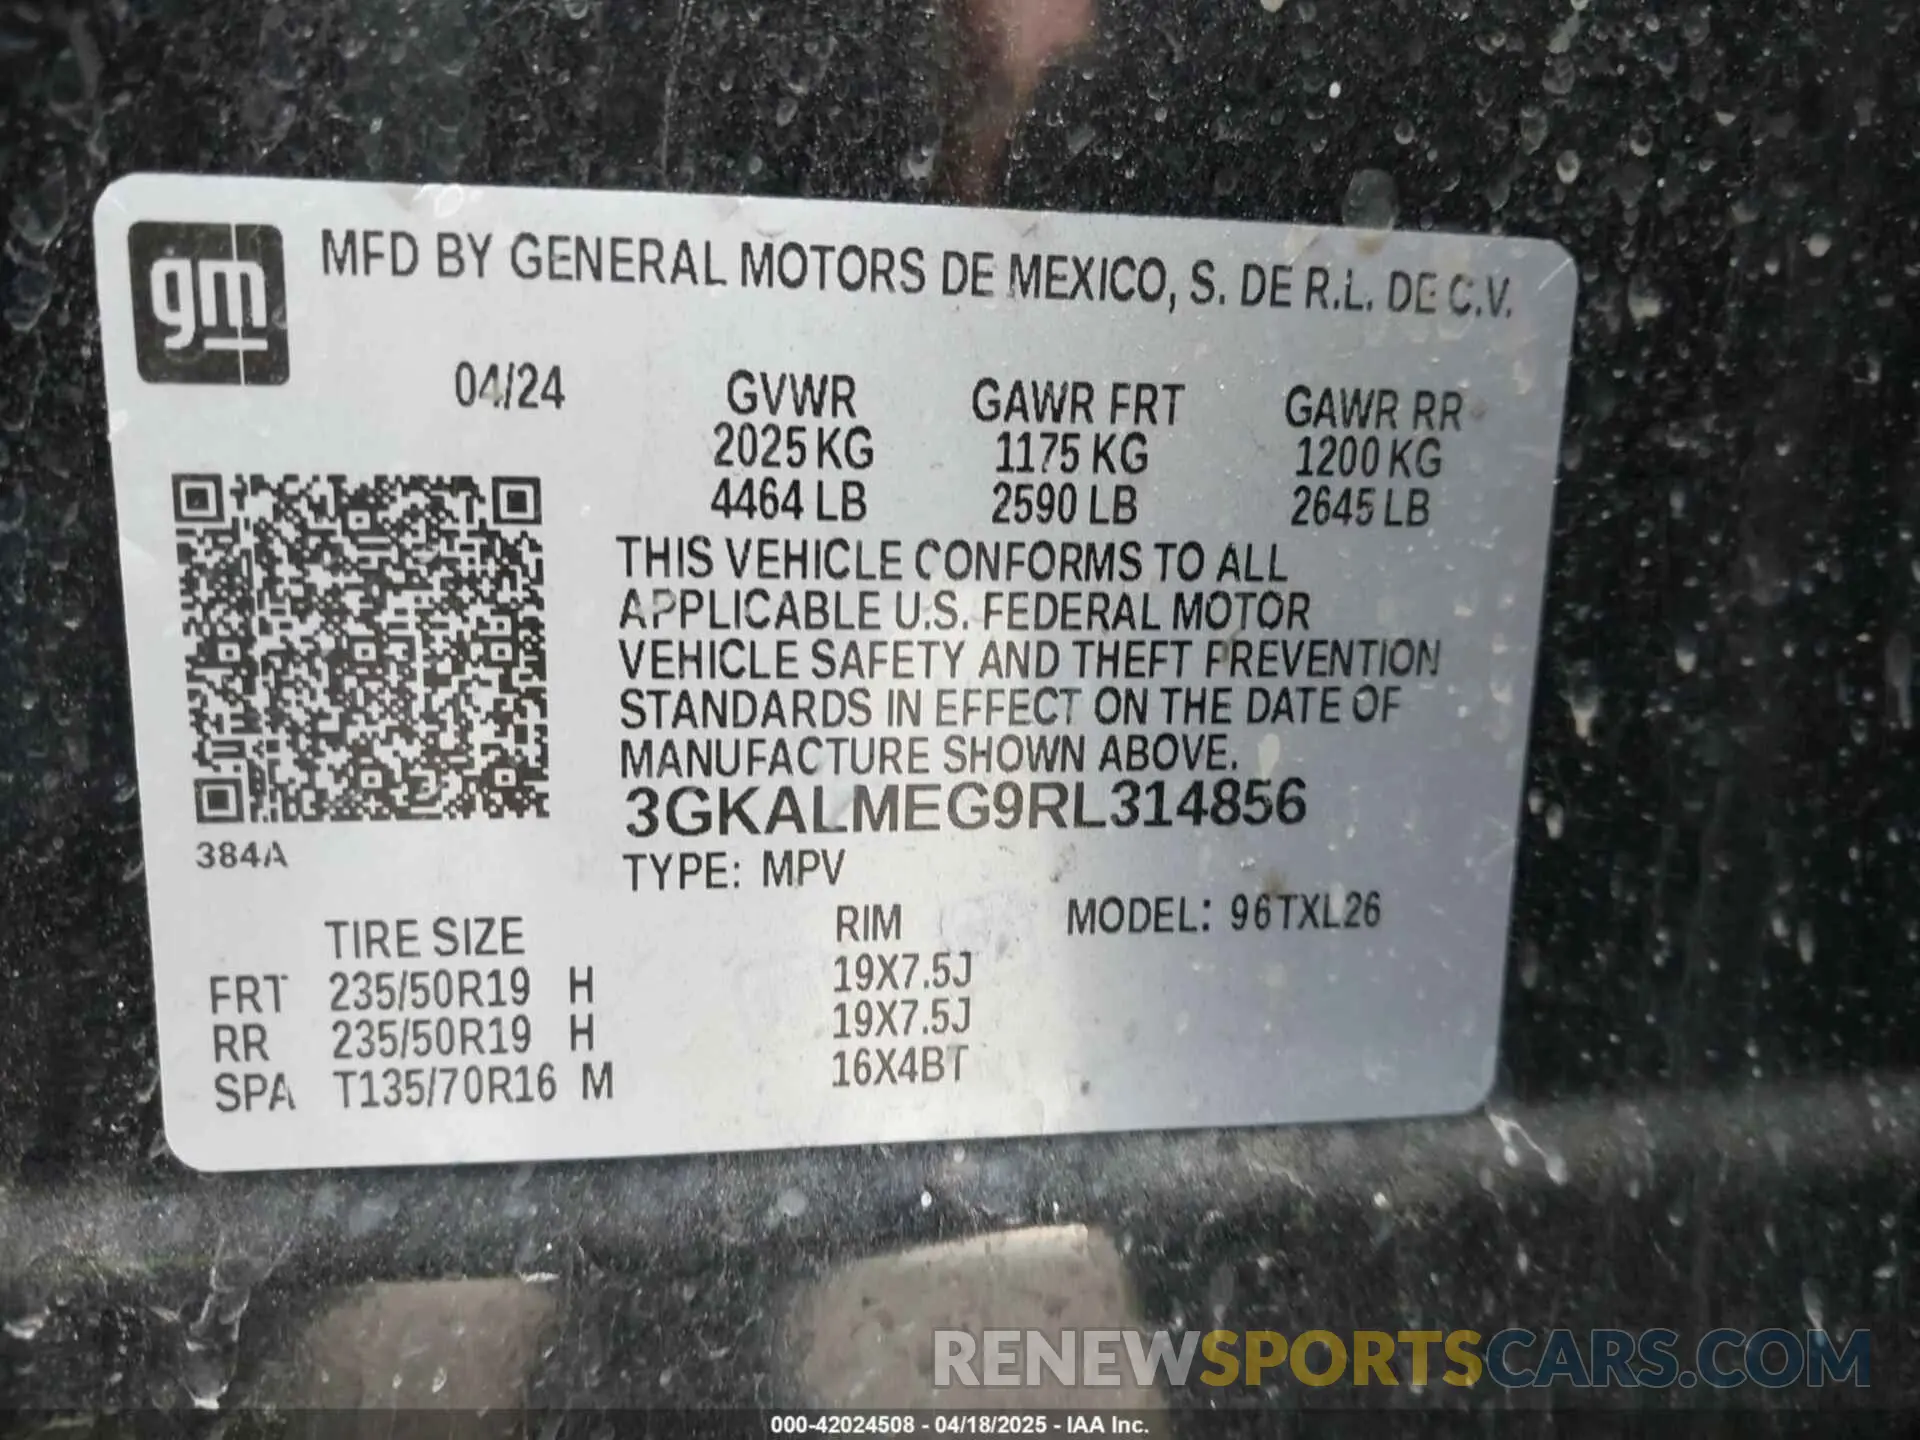 gm
MFD BY GENERAL MOTORS DE MEXICO, S. DE R.L. DE C.V.
04/24
GVWR GAWR FRT GAWR RR
2025 KG 1175 KG 1200 KG
4464 LB 2590 LB 2645 LB
THIS VEHICLE CONFORMS TO ALL
APPLICABLE U.S. FEDERAL MOTOR
VEHICLE SAFETY AND THEFT PREVENTION
STANDARDS IN EFFECT ON THE DATE OF
MANUFACTURE SHOWN ABOVE.
3GKALMEG9RL314856
384A
TYPE: MPV
TIRE SIZE RIM MODEL: 96TXL26
FRT 235/50R19 H 19X7.5J
RR 235/50R19 H 19X7.5J
SPA T135/70R16 M 16X4BT
RENEWSPORTSCARS.COM
000-42024508 - 04/18/2025 - IAA Inc.